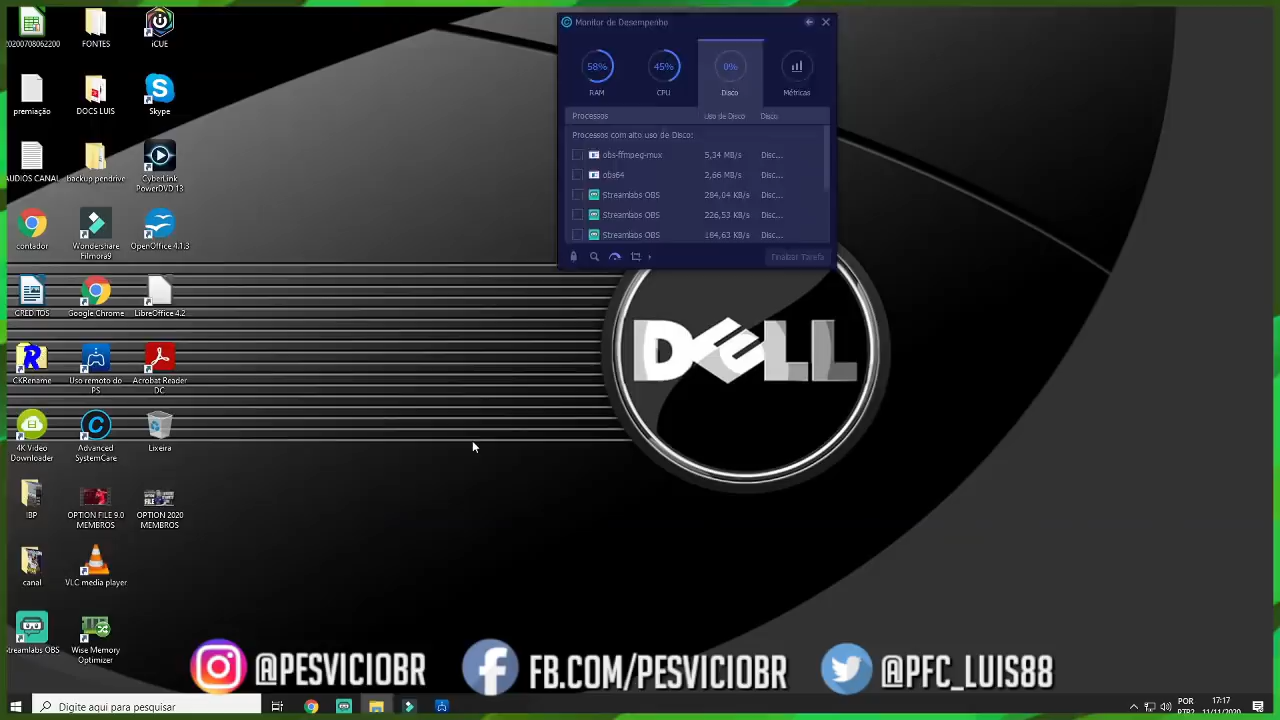 20200708062200
FONTES
iCUE
premiação
DOCS LUIS
Skype
AUDIOS CANAL
backup pendrive
CyberLink
PowerDVD 13
contador
Wondershare
Filmora9
OpenOffice 4.1.3
CREDITOS
Google Chrome
LibreOffice 4.2
CKRename
Uso remoto do
PS
Acrobat Reader
DC
4K Video
Downloader
Advanced
SystemCare
Lixeira
OPTION FILE 9.0
MEMBROS
OPTION 2020
MEMBROS
canal
VLC media player
Streamlabs OBS
Wise Memory
Optimizer
Monitor de Desempenho
58%
45%
0%
RAM
CPU
Disco
Métricas
Processos
Uso de Disco
Disco
Processos com alto uso de Disco:
obs-ffmpeg-mux 5,34 MB/s Disc...
obs64 2,66 MB/s Disc...
Streamlabs OBS 284,04 KB/s Disc...
Streamlabs OBS 226,53 KB/s Disc...
Streamlabs OBS 184,63 KB/s Disc...
Finalizar Tarefa
DELL
@PESVICIOBR
FB.COM/PESVICIOBR
@PFC_LUIS88
Digite aqui para pesquisar
POR
PTB2
17:17
11/11/2020